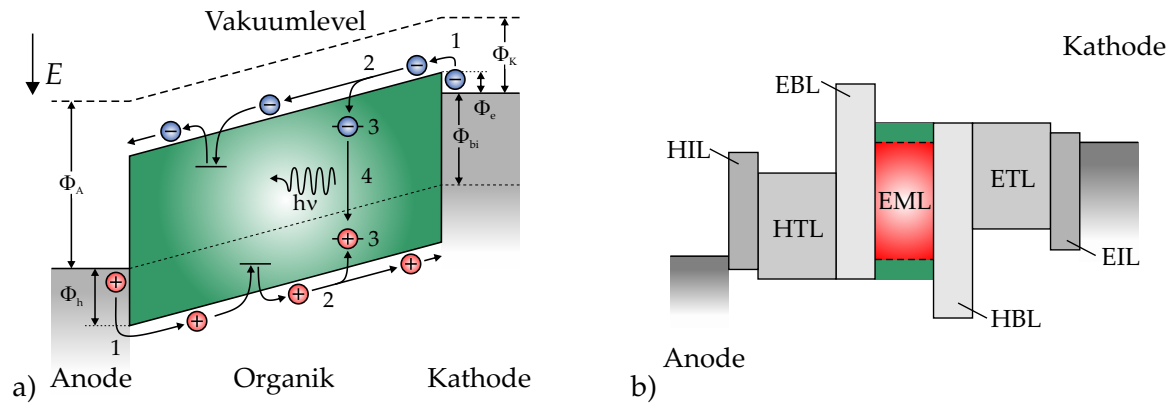 Vakuumlevel
E
1
2
Φ_K
Φ_e
3
Φ_bi
Φ_A
4
hν
3
Φ_h
2
1
Anode
Organik
Kathode
a)
Kathode
EBL
HIL
ETL
EML
HTL
EIL
HBL
Anode
b)